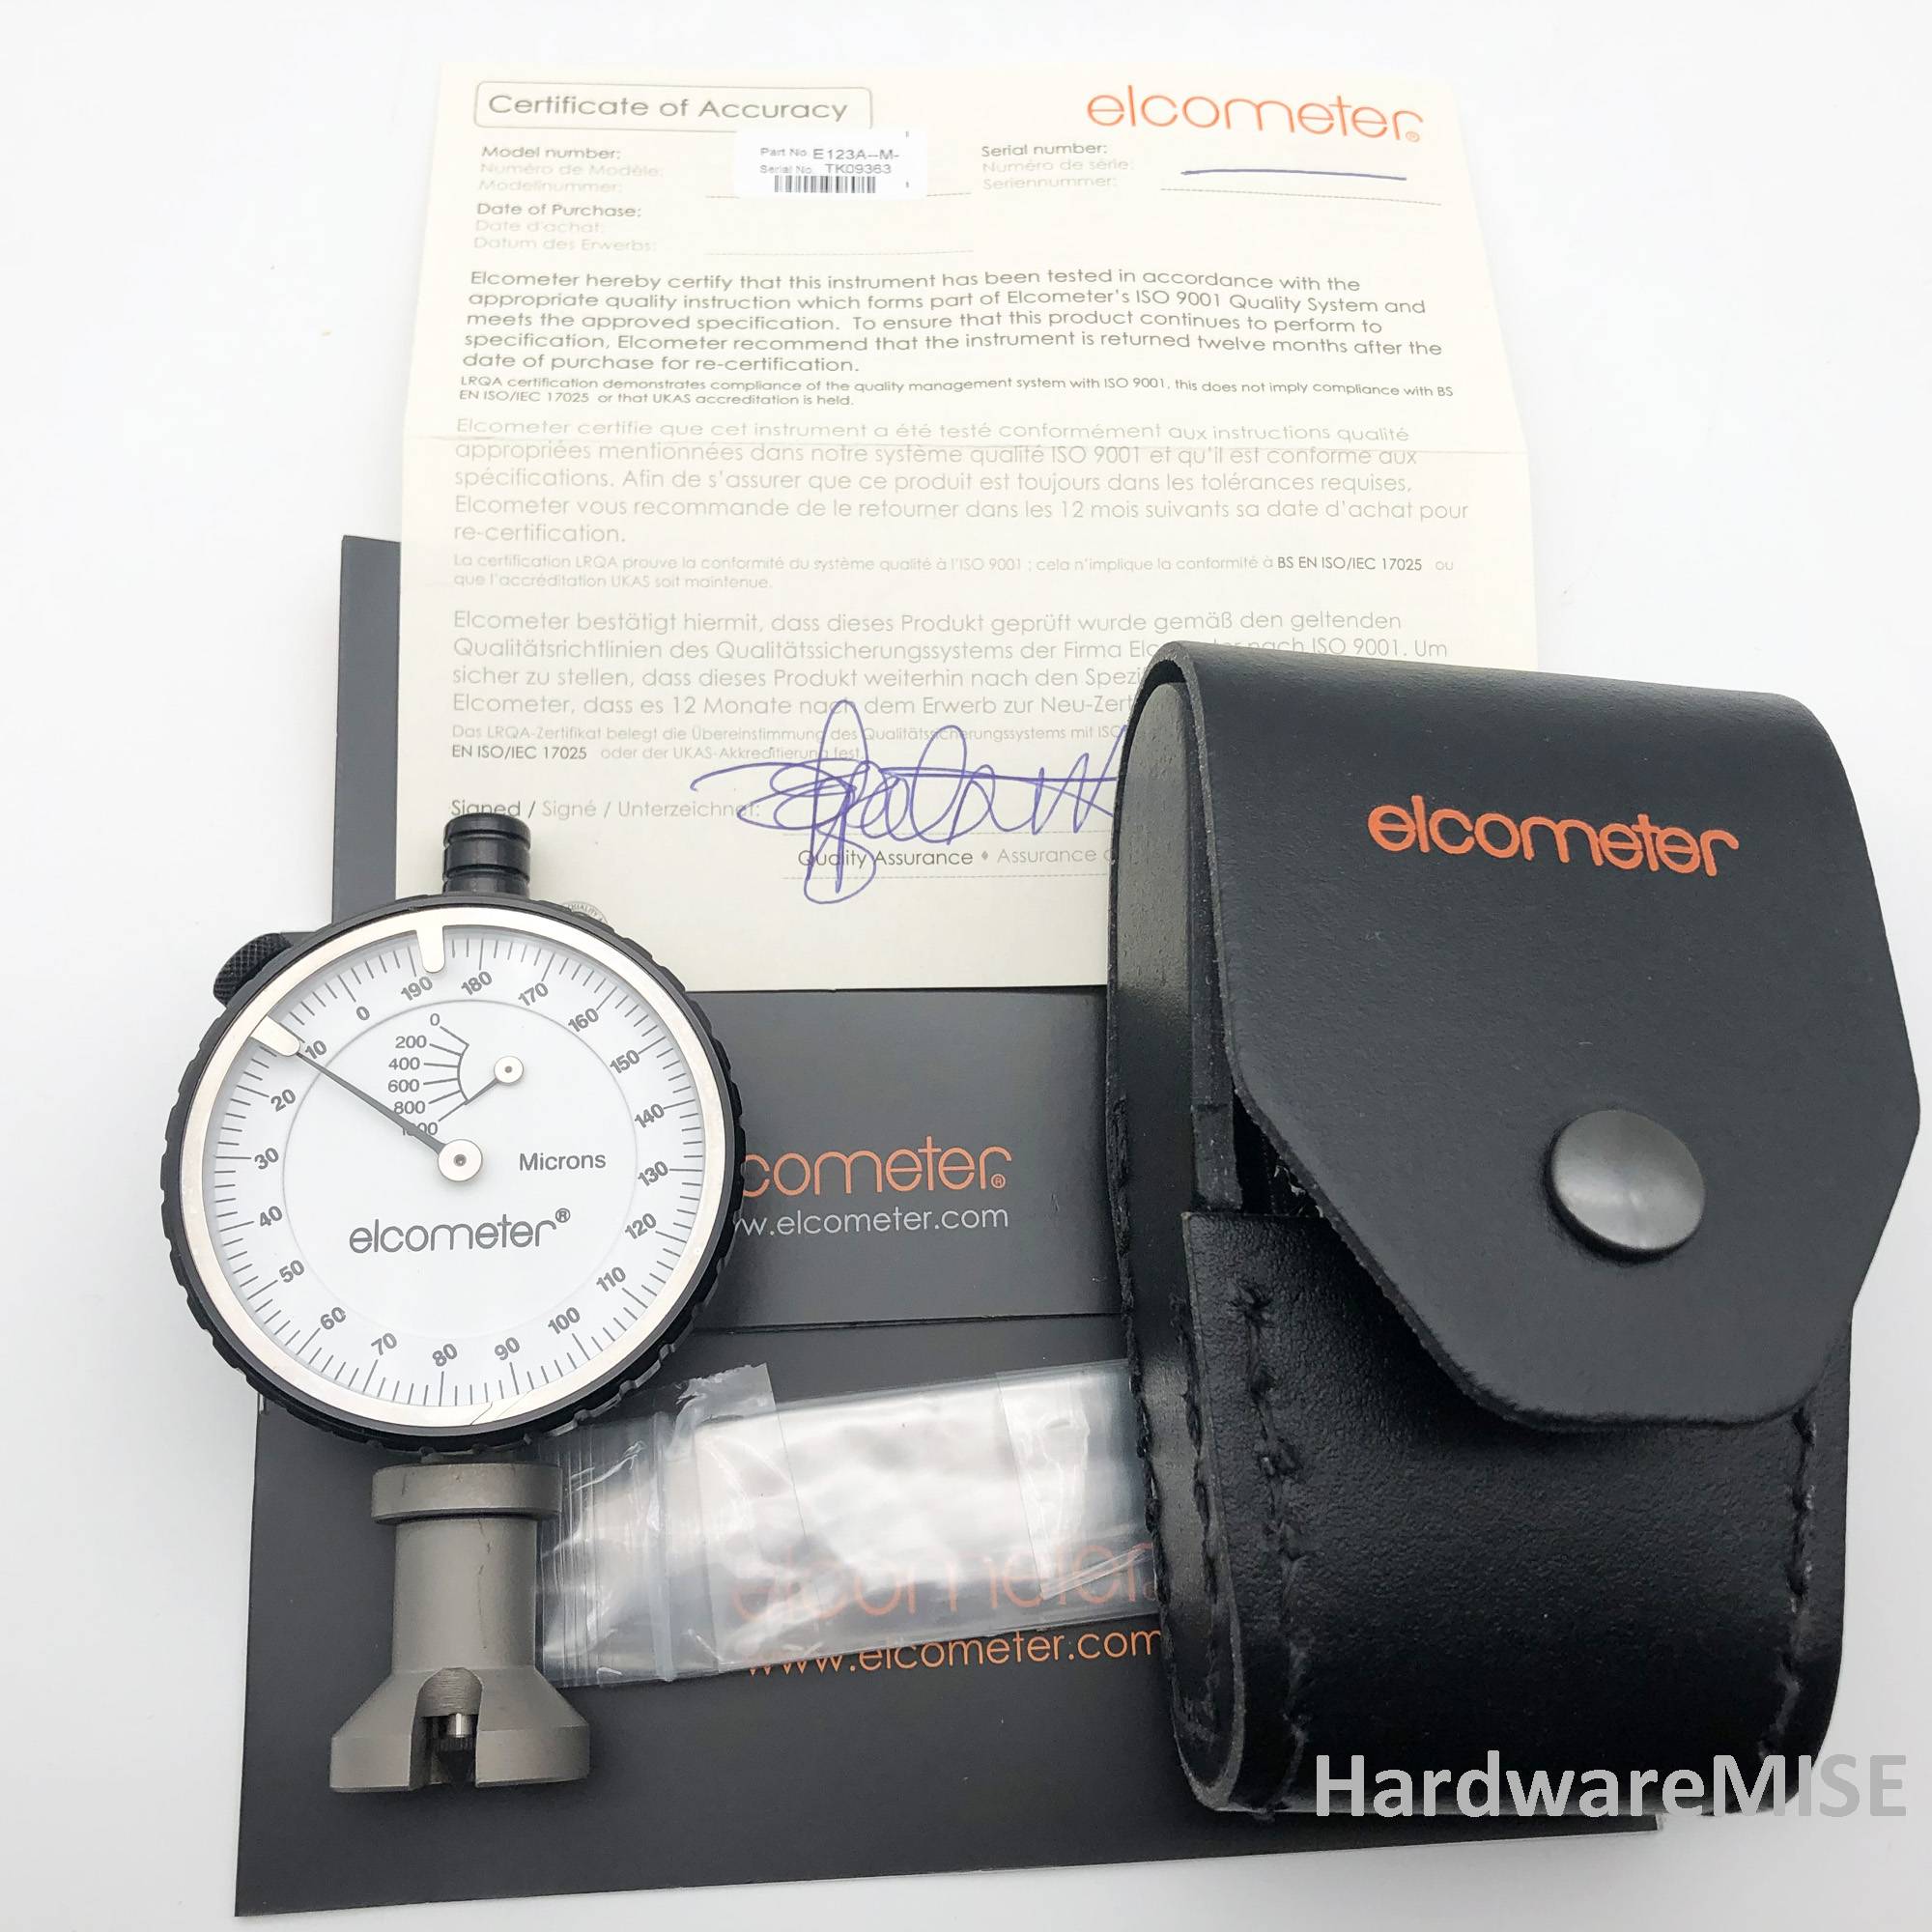 Certificate of Accuracy
elcometer®
Model number:
Numéro de Modèle:
Modellnummer:
Part No. E123A--M-
Serial No. TK09363
Serial number:
Numéro de série:
Seriennummer:
Date of Purchase:
Date d'achat:
Datum des Erwerbs:
Elcometer hereby certify that this instrument has been tested in accordance with the
appropriate quality instruction which forms part of Elcometer's ISO 9001 Quality System and
meets the approved specification. To ensure that this product continues to perform to
specification, Elcometer recommend that the instrument is returned twelve months after the
date of purchase for re-certification.
LRQA certification demonstrates compliance of the quality management system with ISO 9001, this does not imply compliance with BS
EN ISO/IEC 17025 or that UKAS accreditation is held.
Elcometer certifie que cet instrument a été testé conformément aux instructions qualité
appropriées mentionnées dans notre système qualité ISO 9001 et qu'il est conforme aux
spécifications. Afin de s'assurer que ce produit est toujours dans les tolérances requises,
Elcometer vous recommande de le retourner dans les 12 mois suivants sa date d'achat pour
re-certification.
La certification LRQA prouve la conformité du système qualité à l'ISO 9001 ; cela n'implique la conformité à BS EN ISO/IEC 17025 ou
que l'accréditation UKAS soit maintenue.
Elcometer bestätigt hiermit, dass dieses Produkt geprüft wurde gemäß den geltenden
Qualitätsrichtlinien des Qualitätssicherungssystems der Firma Elc nach ISO 9001. Um
sicher zu stellen, dass dieses Produkt weiterhin nach den Spezi
Elcometer, dass es 12 Monate nach dem Erwerb zur Neu-Zert
Das LRQA-Zertifikat belegt die Übereinstimmung des Qualitätssicherungssystems mit ISO
EN ISO/IEC 17025 oder der UKAS-Akkreditierung fest.
Signed / Signé / Unterzeichnet:
Quality Assurance ♦ Assurance
elcometer
190
180
170
160
150
140
130
120
110
100
90
80
70
60
50
40
30
20
10
0
0
200
400
600
800
1000
Microns
elcometer®
cometer®
w.elcometer.com
elcometer
www.elcometer.com
HardwareMISE